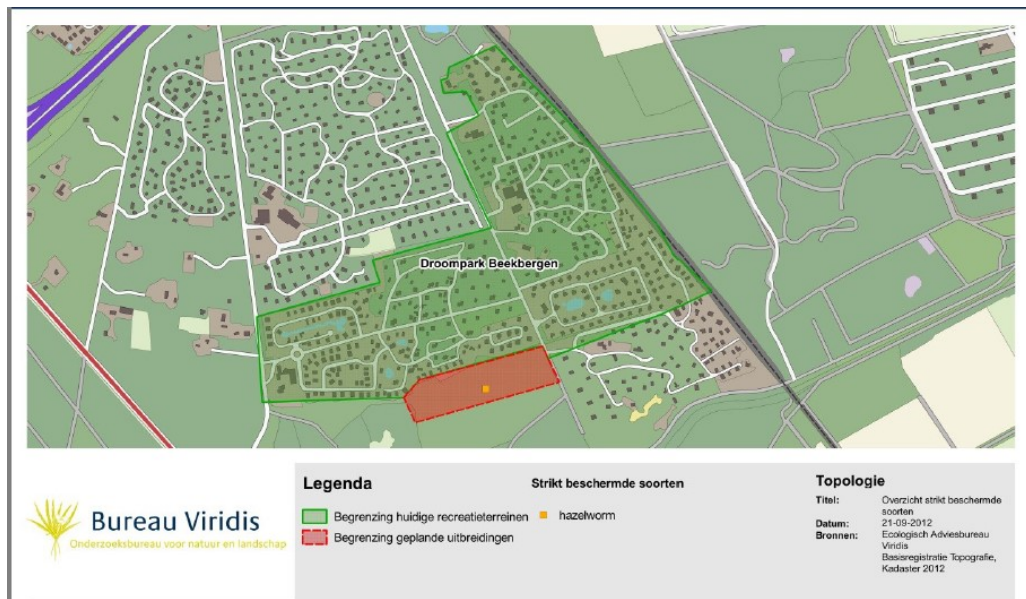 Droompark Beekbergen
Bureau Viridis
Onderzoeksbureau voor natuur en landschap
Legenda
Begrenzing huidige recreatieterreinen
Begrenzing geplande uitbreidingen
Strikt beschermde soorten
hazelworm
Topologie
Titel: Overzicht strikt beschermde
soorten
Datum: 21-09-2012
Bronnen: Ecologisch Adviesbureau
Viridis
Basisregistratie Topografie,
Kadaster 2012